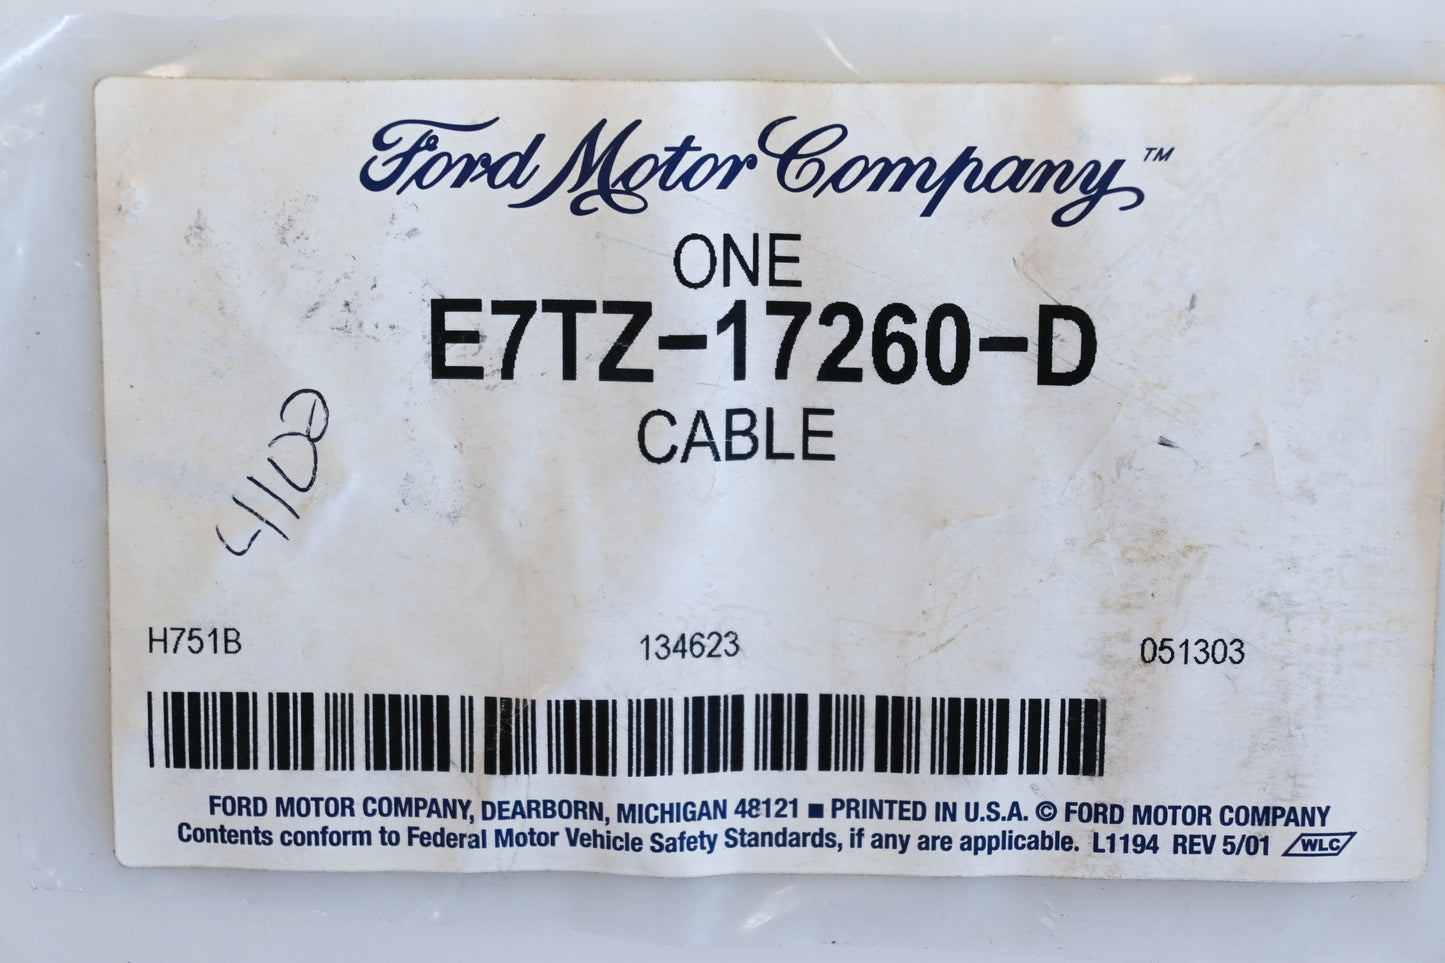 Ford Motor Company™
ONE
E7TZ-17260-D
CABLE
4110
H751B 134623 051303
FORD MOTOR COMPANY, DEARBORN, MICHIGAN 48121 ■ PRINTED IN U.S.A. © FORD MOTOR COMPANY
Contents conform to Federal Motor Vehicle Safety Standards, if any are applicable. L1194 REV 5/01 WLC